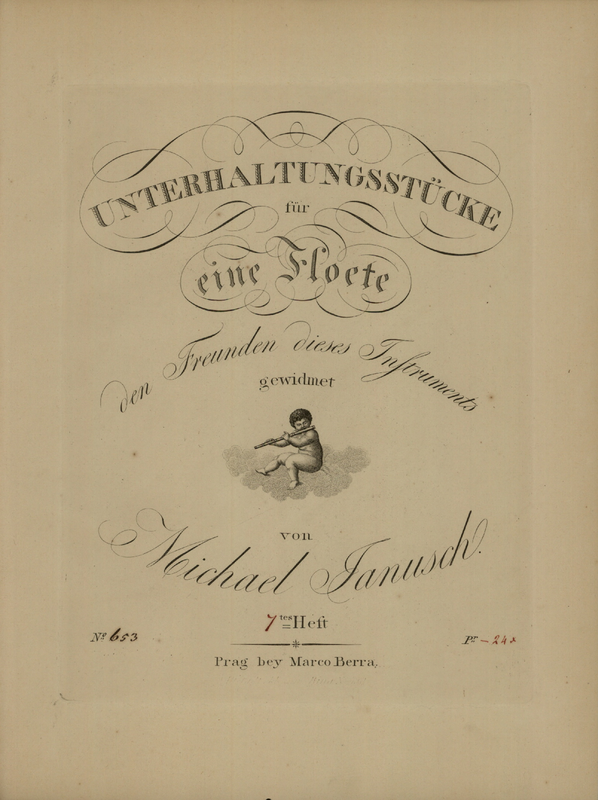 UNTERHALTUNGSSTÜCKE
für
eine Floete
den Freunden dieses Instruments
gewidmet
von
Michael Janusch.
7tes Heft
No 653
Pr - 24x
Prag bey Marco Berra.